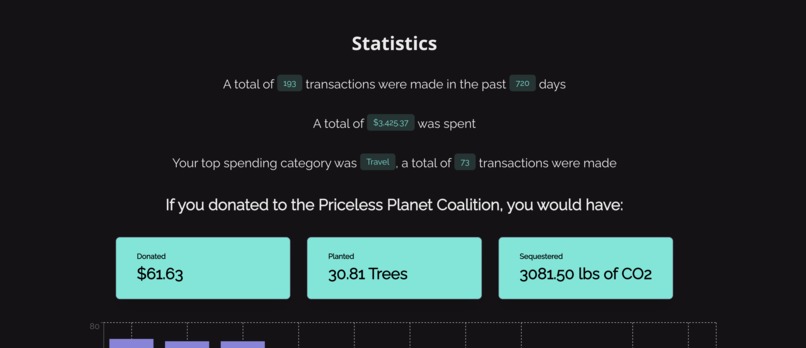 Statistics
A total of 193 transactions were made in the past 720 days
A total of $3,425.37 was spent
Your top spending category was Travel, a total of 73 transactions were made
If you donated to the Priceless Planet Coalition, you would have:
Donated
$61.63
Planted
30.81 Trees
Sequestered
3081.50 lbs of CO2
80